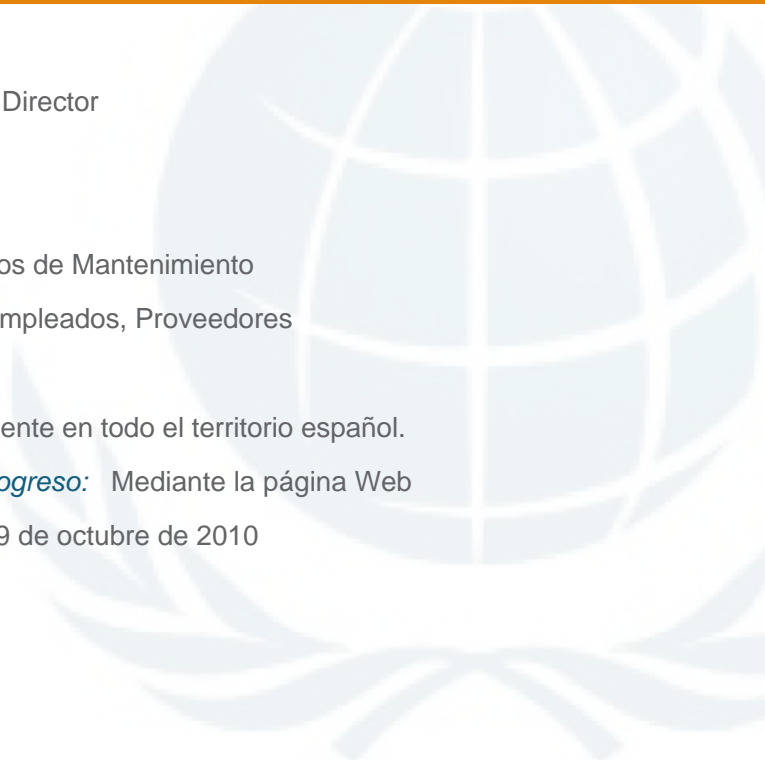 Director
os de Mantenimiento
mpleados, Proveedores
ente en todo el territorio español.
ogreso: Mediante la página Web
9 de octubre de 2010